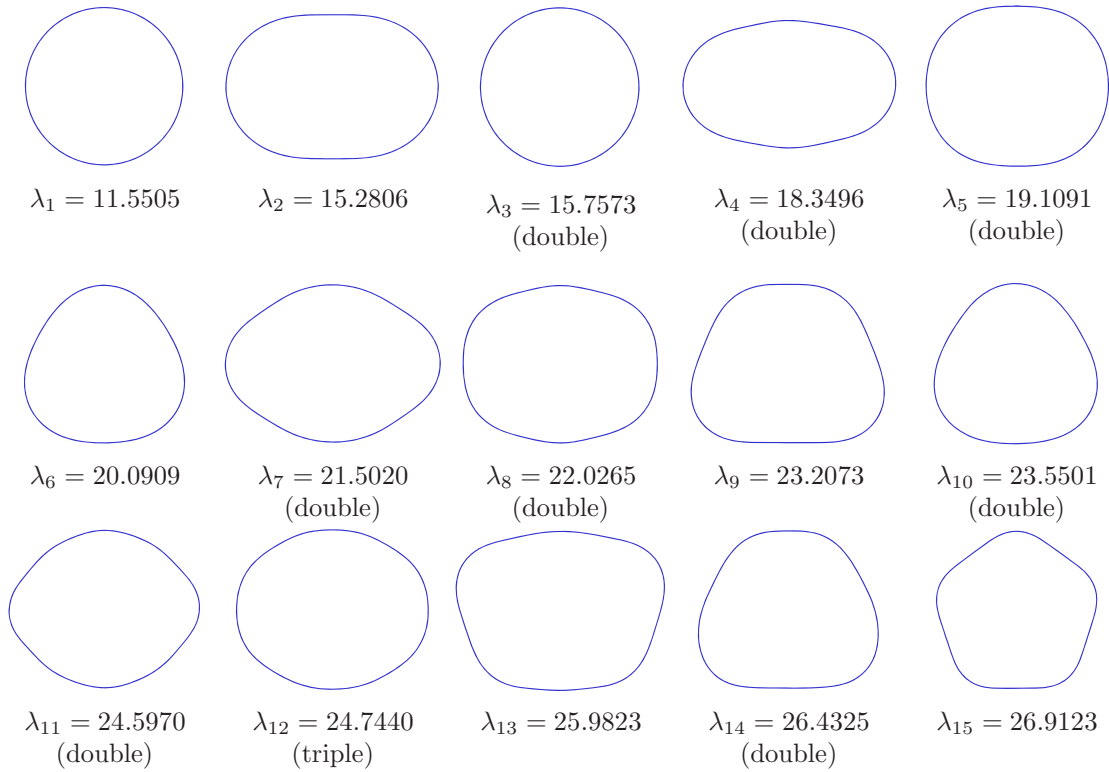 λ₁ = 11.5505
λ₂ = 15.2806
λ₃ = 15.7573
(double)
λ₄ = 18.3496
(double)
λ₅ = 19.1091
(double)
λ₆ = 20.0909
λ₇ = 21.5020
(double)
λ₈ = 22.0265
(double)
λ₉ = 23.2073
λ₁₀ = 23.5501
(double)
λ₁₁ = 24.5970
(double)
λ₁₂ = 24.7440
(triple)
λ₁₃ = 25.9823
λ₁₄ = 26.4325
(double)
λ₁₅ = 26.9123